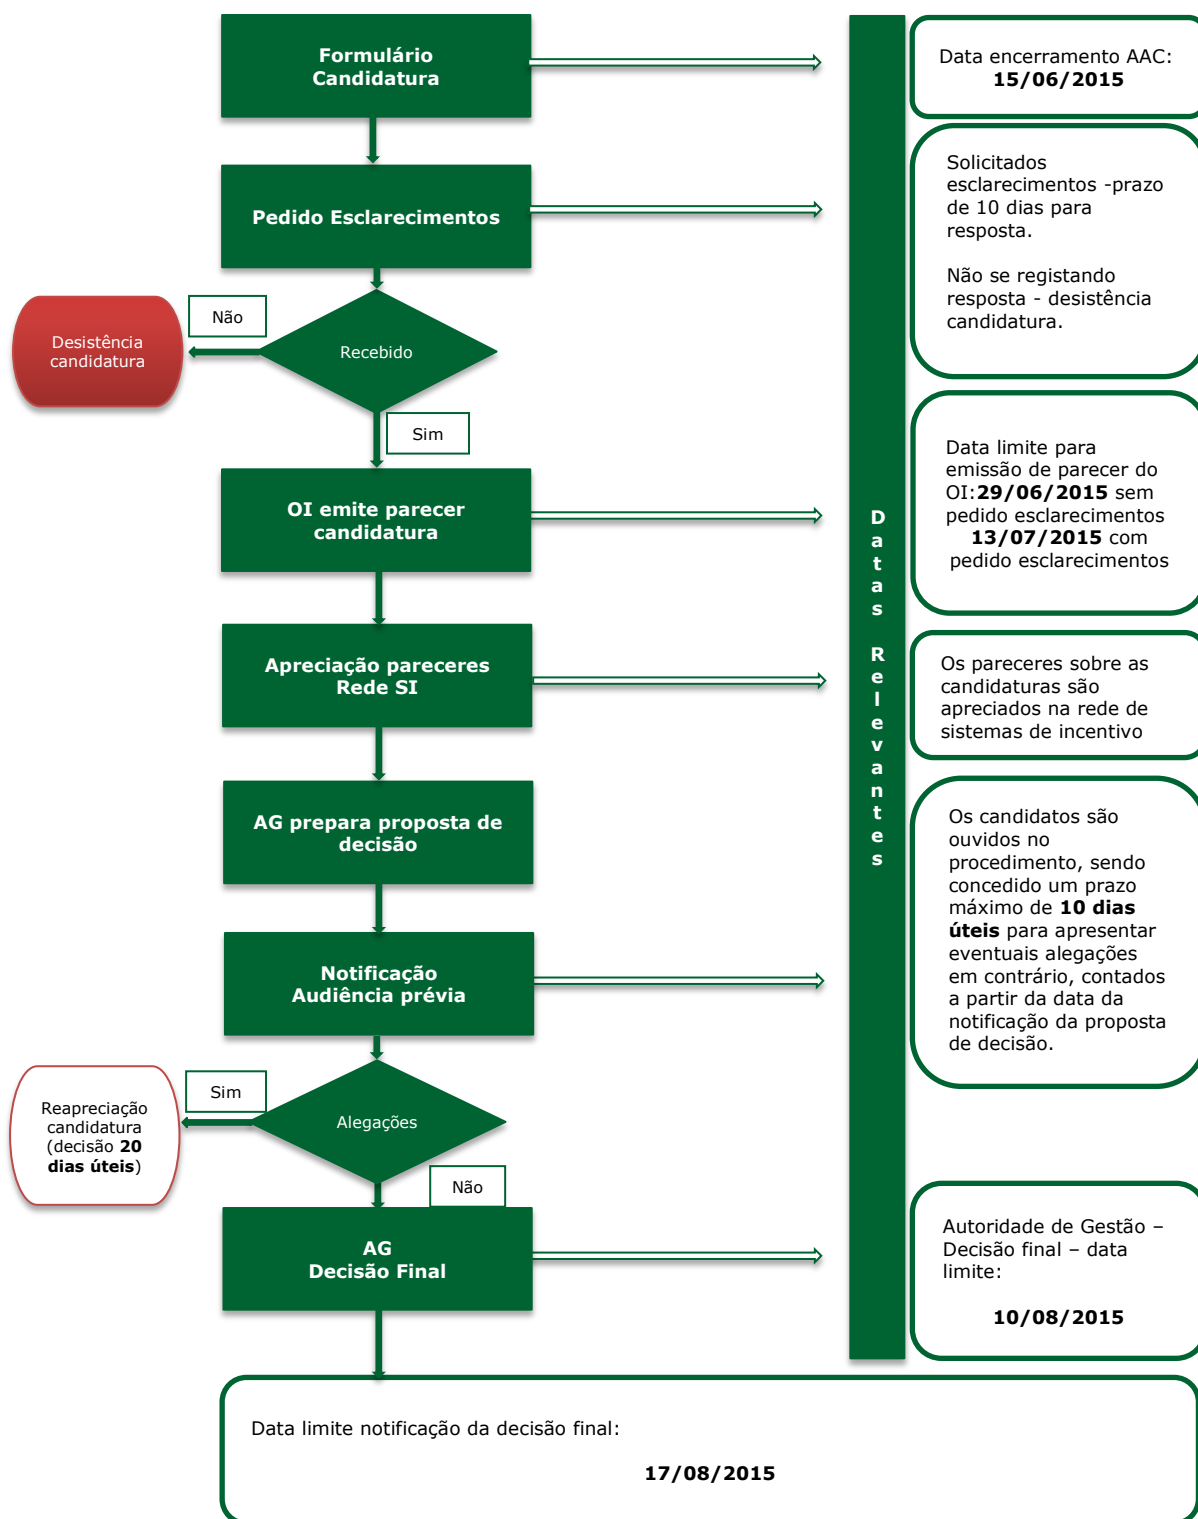 Formulário
Candidatura
Data encerramento AAC:
15/06/2015
Pedido Esclarecimentos
Solicitados
esclarecimentos -prazo
de 10 dias para
resposta.
Não se registando
resposta - desistência
candidatura.
Não
Desistência
candidatura
Recebido
Sim
OI emite parecer
candidatura
Data limite para
emissão de parecer do
OI:29/06/2015 sem
pedido esclarecimentos
13/07/2015 com
pedido esclarecimentos
Datas Relevantes
Apreciação pareceres
Rede SI
Os pareceres sobre as
candidaturas são
apreciados na rede de
sistemas de incentivo
AG prepara proposta de
decisão
Os candidatos são
ouvidos no
procedimento, sendo
concedido um prazo
máximo de 10 dias
úteis para apresentar
eventuais alegações
em contrário, contados
a partir da data da
notificação da proposta
de decisão.
Notificação
Audiência prévia
Sim
Reapreciação
candidatura
(decisão 20
dias úteis)
Alegações
Não
AG
Decisão Final
Autoridade de Gestão –
Decisão final – data
limite:
10/08/2015
Data limite notificação da decisão final:
17/08/2015